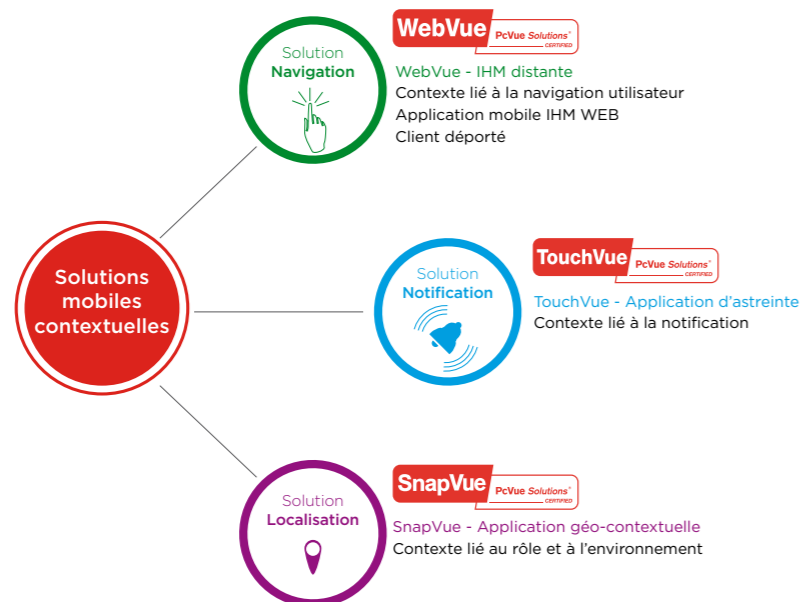 Solutions
mobiles
contextuelles
Solution
Navigation
WebVue
PcVue Solutions®
CERTIFIED
WebVue - IHM distante
Contexte lié à la navigation utilisateur
Application mobile IHM WEB
Client déporté
Solution
Notification
TouchVue
PcVue Solutions®
CERTIFIED
TouchVue - Application d'astreinte
Contexte lié à la notification
Solution
Localisation
SnapVue
PcVue Solutions®
CERTIFIED
SnapVue - Application géo-contextuelle
Contexte lié au rôle et à l'environnement